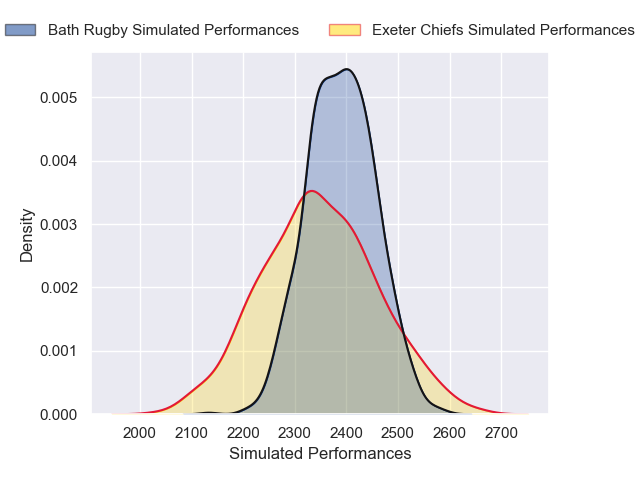 Bath Rugby Simulated Performances Exeter Chiefs Simulated Performances
0.005
0.004
0.003
0.002
0.001
0.000
Density
2000 2100 2200 2300 2400 2500 2600 2700
Simulated Performances